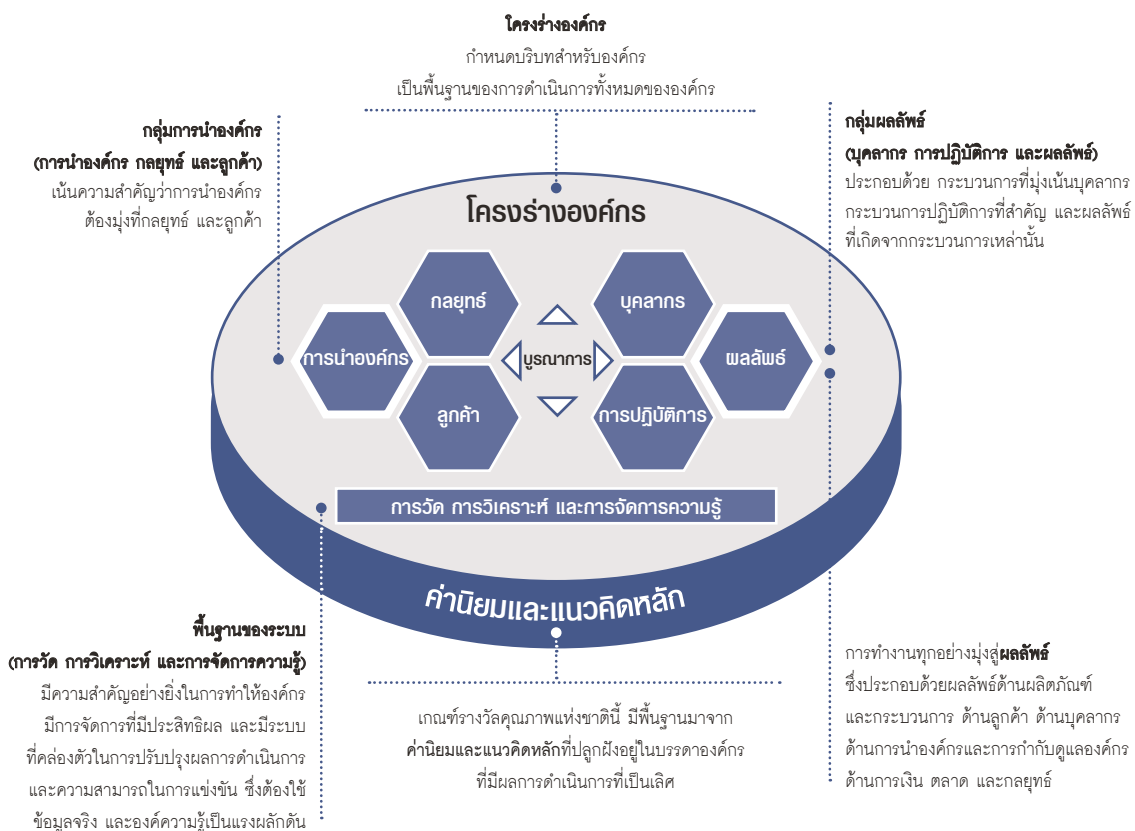 โครงร่างองค์กร
กำหนดบริบทสำหรับองค์กร
เป็นพื้นฐานของการดำเนินการทั้งหมดขององค์กร
กลุ่มการนำองค์กร
(การนำองค์กร กลยุทธ์ และลูกค้า)
เน้นความสำคัญว่าการนำองค์กร
ต้องมุ่งที่กลยุทธ์ และลูกค้า
กลุ่มผลลัพธ์
(บุคลากร การปฏิบัติการ และผลลัพธ์)
ประกอบด้วย กระบวนการที่มุ่งเน้นบุคลากร
กระบวนการปฏิบัติการที่สำคัญ และผลลัพธ์
ที่เกิดจากกระบวนการเหล่านั้น
โครงร่างองค์กร
กลยุทธ์
บุคลากร
การนำองค์กร
บูรณาการ
ผลลัพธ์
ลูกค้า
การปฏิบัติการ
การวัด การวิเคราะห์ และการจัดการความรู้
ค่านิยมและแนวคิดหลัก
พื้นฐานของระบบ
(การวัด การวิเคราะห์ และการจัดการความรู้)
มีความสำคัญอย่างยิ่งในการทำให้องค์กร
มีการจัดการที่มีประสิทธิผล และมีระบบ
ที่คล่องตัวในการปรับปรุงผลการดำเนินการ
และความสามารถในการแข่งขัน ซึ่งต้องใช้
ข้อมูลจริง และองค์ความรู้เป็นแรงผลักดัน
เกณฑ์รางวัลคุณภาพแห่งชาตินี้ มีพื้นฐานมาจาก
ค่านิยมและแนวคิดหลักที่ปลูกฝังอยู่ในบรรดาองค์กร
ที่มีผลการดำเนินการที่เป็นเลิศ
การทำงานทุกอย่างมุ่งสู่ผลลัพธ์
ซึ่งประกอบด้วยผลลัพธ์ด้านผลิตภัณฑ์
และกระบวนการ ด้านลูกค้า ด้านบุคลากร
ด้านการนำองค์กรและการกำกับดูแลองค์กร
ด้านการเงิน ตลาด และกลยุทธ์